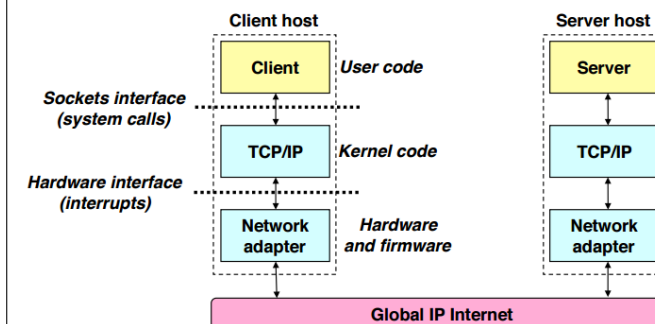 Client host
Server host
Client
User code
Server
Sockets interface
(system calls)
TCP/IP
Kernel code
TCP/IP
Hardware interface
(interrupts)
Network
adapter
Hardware
and firmware
Network
adapter
Global IP Internet